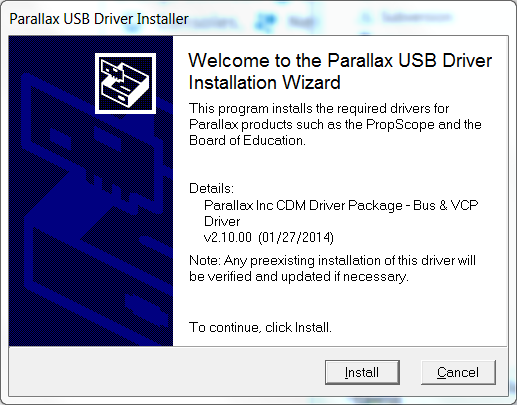 Parallax USB Driver Installer
Welcome to the Parallax USB Driver
Installation Wizard
This program installs the required drivers for
Parallax products such as the PropScope and the
Board of Education.
Details:
Parallax Inc CDM Driver Package - Bus & VCP
Driver
v2.10.00 (01/27/2014)
Note: Any preexisting installation of this driver will
be verified and updated if necessary.
To continue, click Install.
Install
Cancel